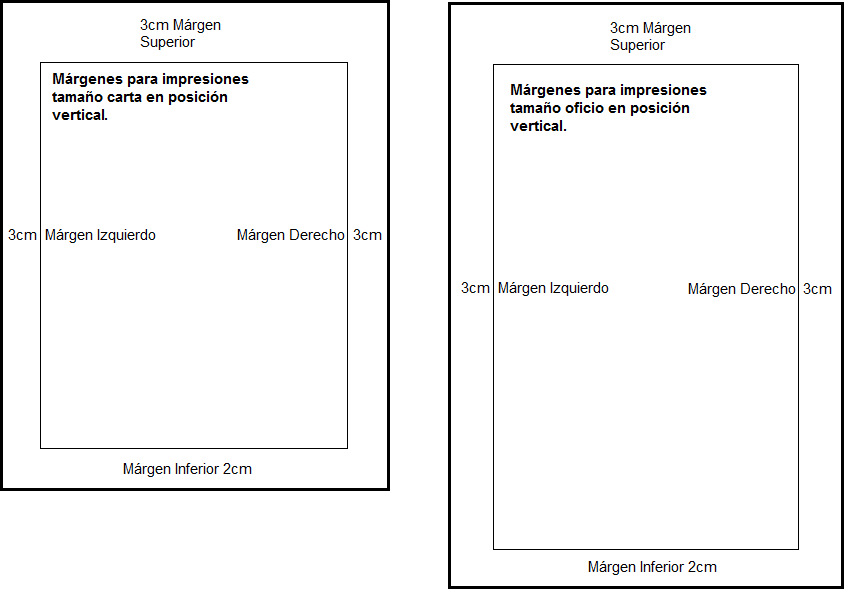 3cm Márgen
Superior
Márgenes para impresiones
tamaño carta en posición
vertical.
3cm Márgen Izquierdo Márgen Derecho 3cm
Márgen Inferior 2cm
3cm Márgen
Superior
Márgenes para impresiones
tamaño oficio en posición
vertical.
3cm Márgen Izquierdo Márgen Derecho 3cm
Márgen Inferior 2cm